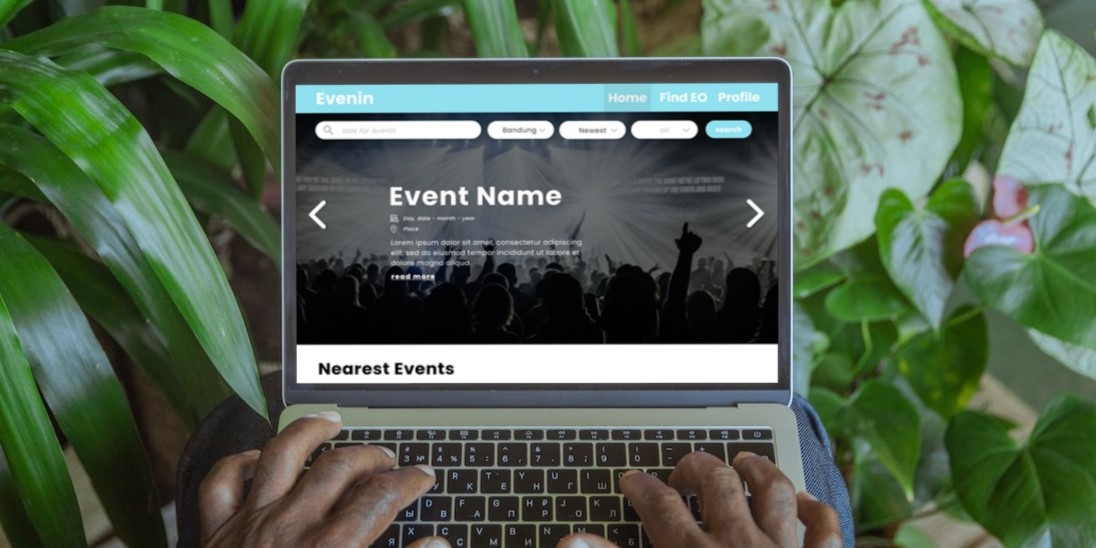 Evenin
Home Find EO Profile
look for events
Bandung
Newest
all
search
Event Name
Day, date - month - year
Place
Lorem ipsum dolor sit amet, consectetur adipiscing
elit, sed do eiusmod tempor incididunt ut labore et
dolore magna aliqua.
read more
Nearest Events